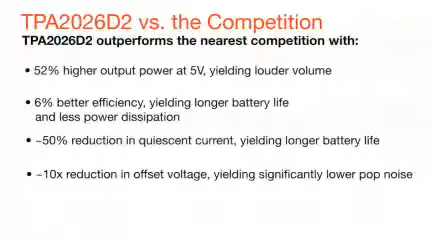 TPA2026D2 vs. the Competition
TPA2026D2 outperforms the nearest competition with:
• 52% higher output power at 5V, yielding louder volume
• 6% better efficiency, yielding longer battery life
and less power dissipation
• ~50% reduction in quiescent current, yielding longer battery life
• ~10x reduction in offset voltage, yielding significantly lower pop noise